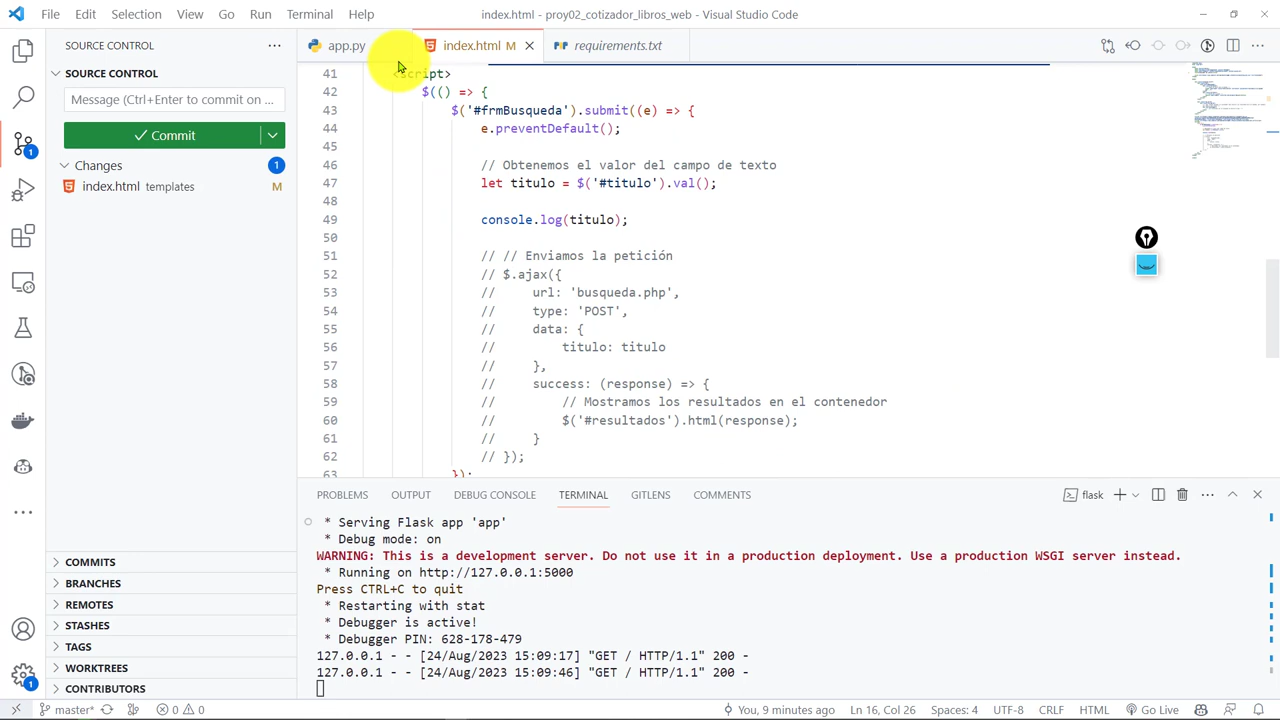 File Edit Selection View Go Run Terminal Help
index.html - proy02_cotizador_libros_web - Visual Studio Code
SOURCE CONTROL
app.py
index.html M
requirements.txt
SOURCE CONTROL
Message(Ctrl+Enter to commit on ...
Commit
Changes 1
index.html templates M
COMMITS
BRANCHES
REMOTES
STASHES
TAGS
WORKTREES
CONTRIBUTORS
41 <script>
42 $(() => {
43 .submit((e) =
44 e.preventDefault();
45
46 // Obtenemos el valor del campo de texto
47 let titulo = $('#titulo').val();
48
49 console.log(titulo);
50
51 // // Enviamos la petición
52 // $.ajax({
53 // url: 'busqueda.php',
54 // type: 'POST',
55 // data: {
56 // titulo: titulo
57 // },
58 // success: (response) => {
59 // // Mostramos los resultados en el contenedor
60 // $('#resultados').html(response);
61 // }
62 // });
63 });
PROBLEMS OUTPUT DEBUG CONSOLE TERMINAL GITLENS COMMENTS
flask
* Serving Flask app 'app'
* Debug mode: on
WARNING: This is a development server. Do not use it in a production deployment. Use a production WSGI server instead.
* Running on http://127.0.0.1:5000
Press CTRL+C to quit
* Restarting with stat
* Debugger is active!
* Debugger PIN: 628-178-479
127.0.0.1 - - [24/Aug/2023 15:09:17] "GET / HTTP/1.1" 200 -
127.0.0.1 - - [24/Aug/2023 15:09:46] "GET / HTTP/1.1" 200 -
master* 0 0 You, 9 minutes ago Ln 16, Col 26 Spaces: 4 UTF-8 CRLF HTML Go Live